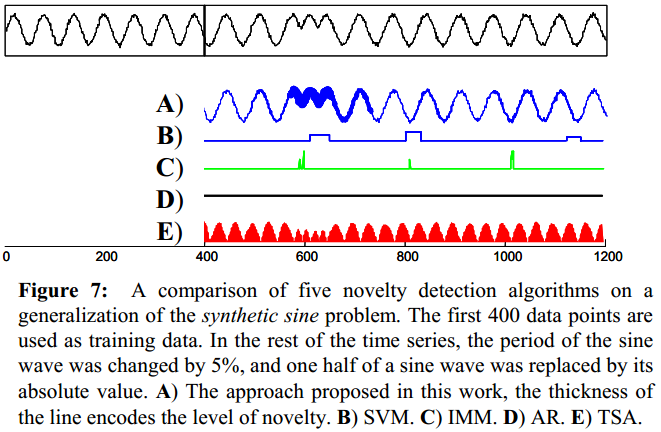 A)
B)
C)
D)
E)
0 200 400 600 800 1000 1200
Figure 7: A comparison of five novelty detection algorithms on a
generalization of the synthetic sine problem. The first 400 data points are
used as training data. In the rest of the time series, the period of the sine
wave was changed by 5%, and one half of a sine wave was replaced by its
absolute value. A) The approach proposed in this work, the thickness of
the line encodes the level of novelty. B) SVM. C) IMM. D) AR. E) TSA.